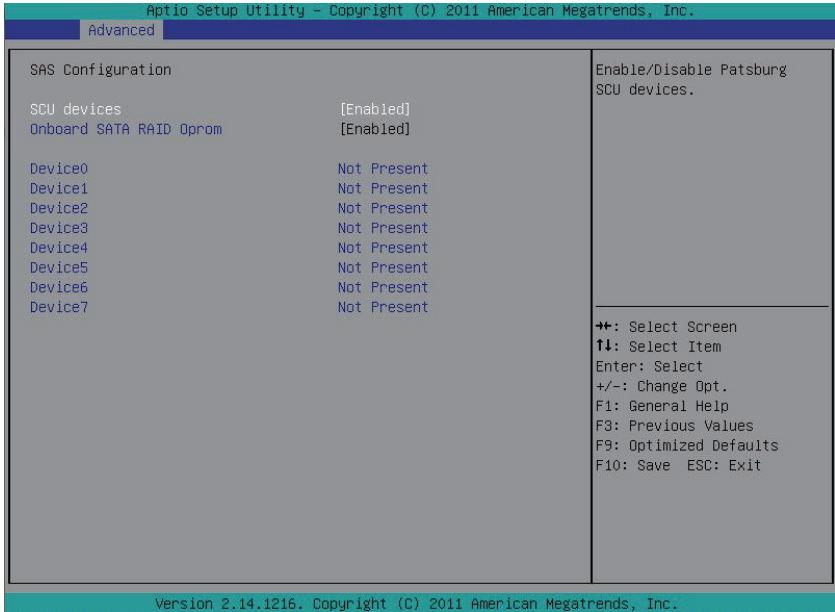 Aptio Setup Utility – Copyright (C) 2011 American Megatrends, Inc.
Advanced
SAS Configuration
SCU devices [Enabled]
Onboard SATA RAID Oprom [Enabled]
Device0 Not Present
Device1 Not Present
Device2 Not Present
Device3 Not Present
Device4 Not Present
Device5 Not Present
Device6 Not Present
Device7 Not Present
Enable/Disable Patsburg
SCU devices.
→←: Select Screen
↑↓: Select Item
Enter: Select
+/-: Change Opt.
F1: General Help
F3: Previous Values
F9: Optimized Defaults
F10: Save ESC: Exit
Version 2.14.1216. Copyright (C) 2011 American Megatrends, Inc.